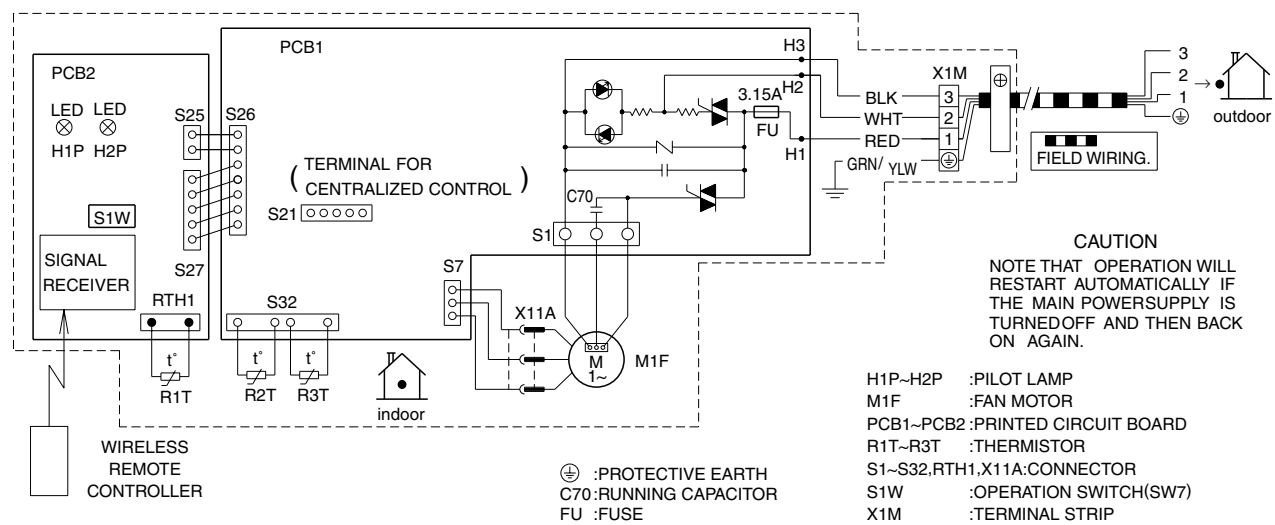 PCB1
H3
PCB2
H2
X1M
3
2
1
outdoor
LED LED
H1P H2P
S25 S26
3.15A
FU
H1
BLK 3
WHT 2
RED 1
GRN/ YLW
FIELD WIRING.
( TERMINAL FOR
CENTRALIZED CONTROL )
S21
C70
S1W
S1
SIGNAL
RECEIVER
S27
RTH1
S32
S7
X11A
M
1~
M1F
t°
R1T
t° t°
R2T R3T
indoor
WIRELESS
REMOTE
CONTROLLER
CAUTION
NOTE THAT OPERATION WILL
RESTART AUTOMATICALLY IF
THE MAIN POWERSUPPLY IS
TURNEDOFF AND THEN BACK
ON AGAIN.
:PROTECTIVE EARTH
C70:RUNNING CAPACITOR
FU :FUSE
H1P~H2P :PILOT LAMP
M1F :FAN MOTOR
PCB1~PCB2:PRINTED CIRCUIT BOARD
R1T~R3T :THERMISTOR
S1~S32,RTH1,X11A:CONNECTOR
S1W :OPERATION SWITCH(SW7)
X1M :TERMINAL STRIP